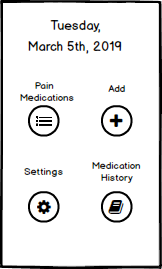 Tuesday,
March 5th, 2019
Pain
Medications
Add
Settings
Medication
History